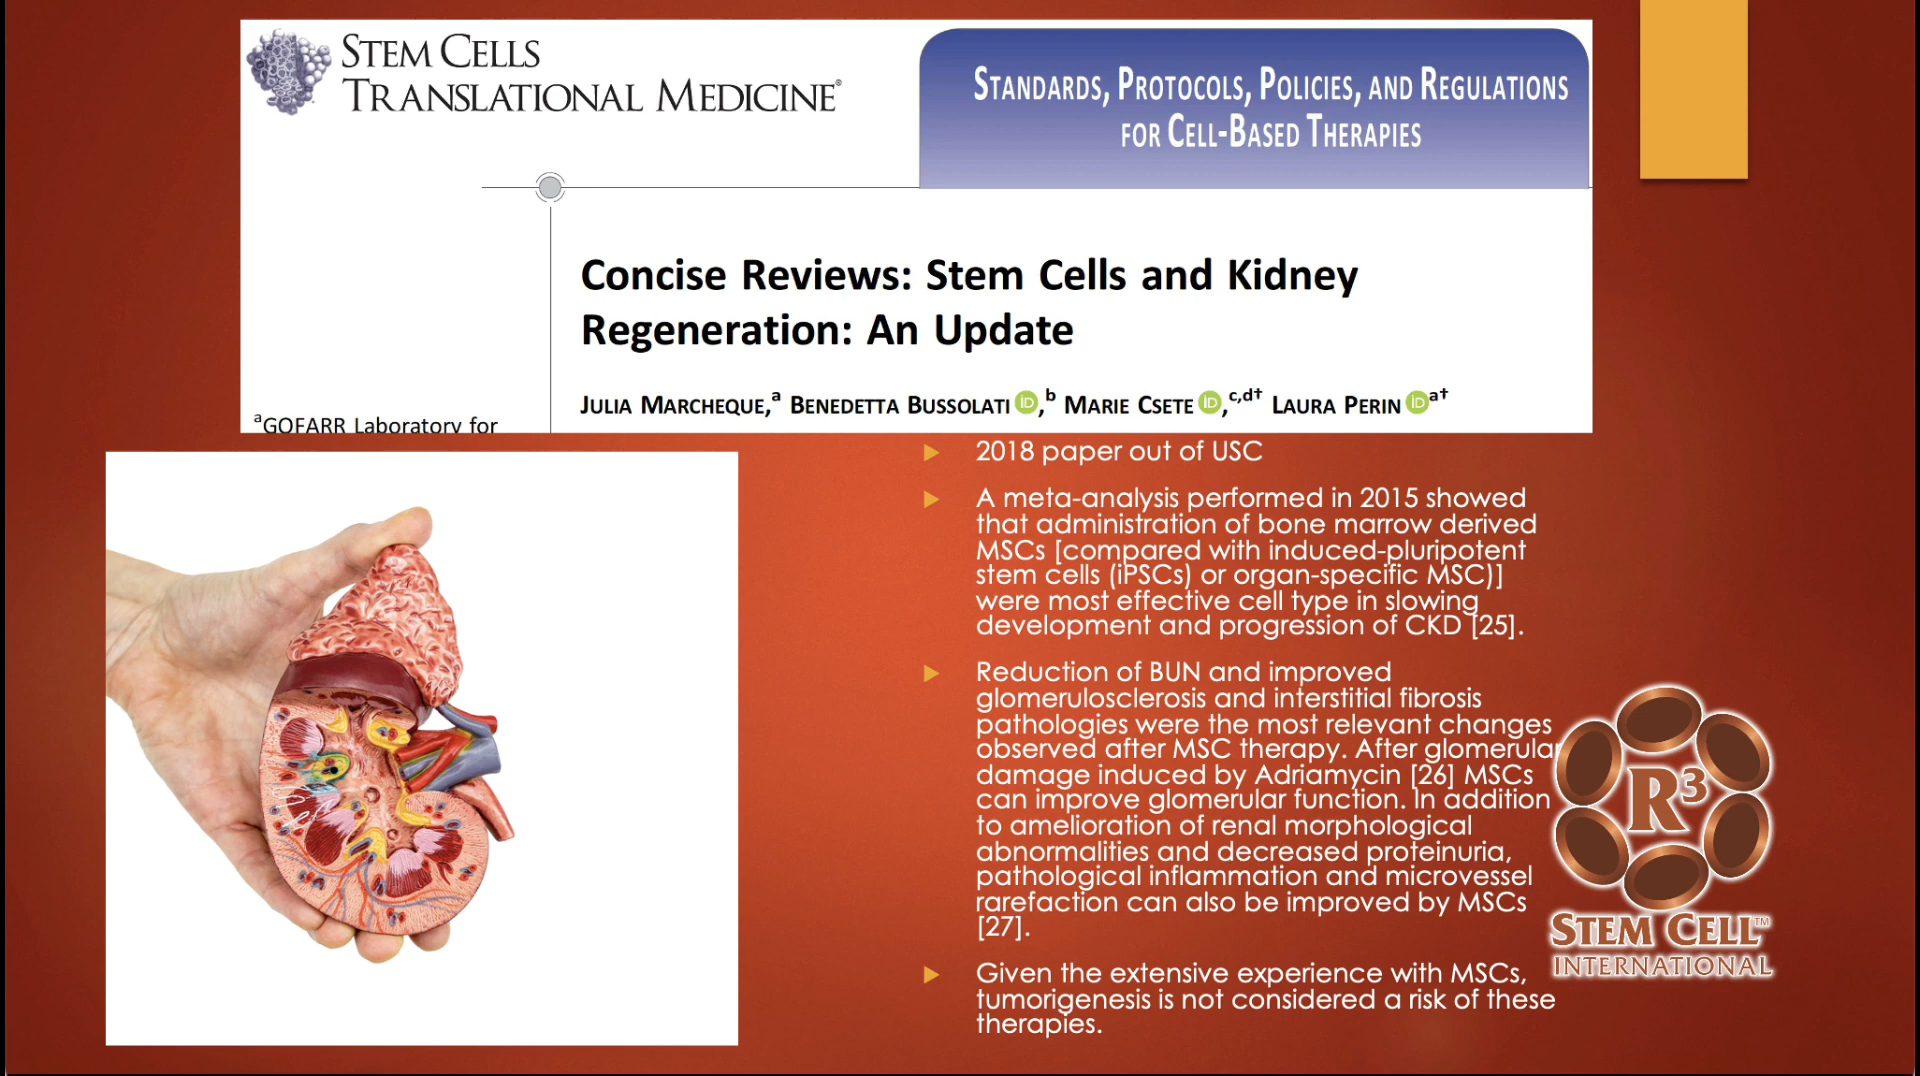 STEM CELLS
TRANSLATIONAL MEDICINE®
STANDARDS, PROTOCOLS, POLICIES, AND REGULATIONS
FOR CELL-BASED THERAPIES
Concise Reviews: Stem Cells and Kidney
Regeneration: An Update
JULIA MARCHEQUE,ᵃ BENEDETTA BUSSOLATI iD,ᵇ MARIE CSETE iD,ᶜ,ᵈ† LAURA PERIN iDᵃ†
ᵃGOFARR Laboratory for
2018 paper out of USC
A meta-analysis performed in 2015 showed
that administration of bone marrow derived
MSCs [compared with induced-pluripotent
stem cells (iPSCs) or organ-specific MSC)]
were most effective cell type in slowing
development and progression of CKD [25].
Reduction of BUN and improved
glomerulosclerosis and interstitial fibrosis
pathologies were the most relevant changes
observed after MSC therapy. After glomerular
damage induced by Adriamycin [26] MSCs
can improve glomerular function. In addition
to amelioration of renal morphological
abnormalities and decreased proteinuria,
pathological inflammation and microvessel
rarefaction can also be improved by MSCs
[27].
Given the extensive experience with MSCs,
tumorigenesis is not considered a risk of these
therapies.
R³
STEM CELL™
INTERNATIONAL